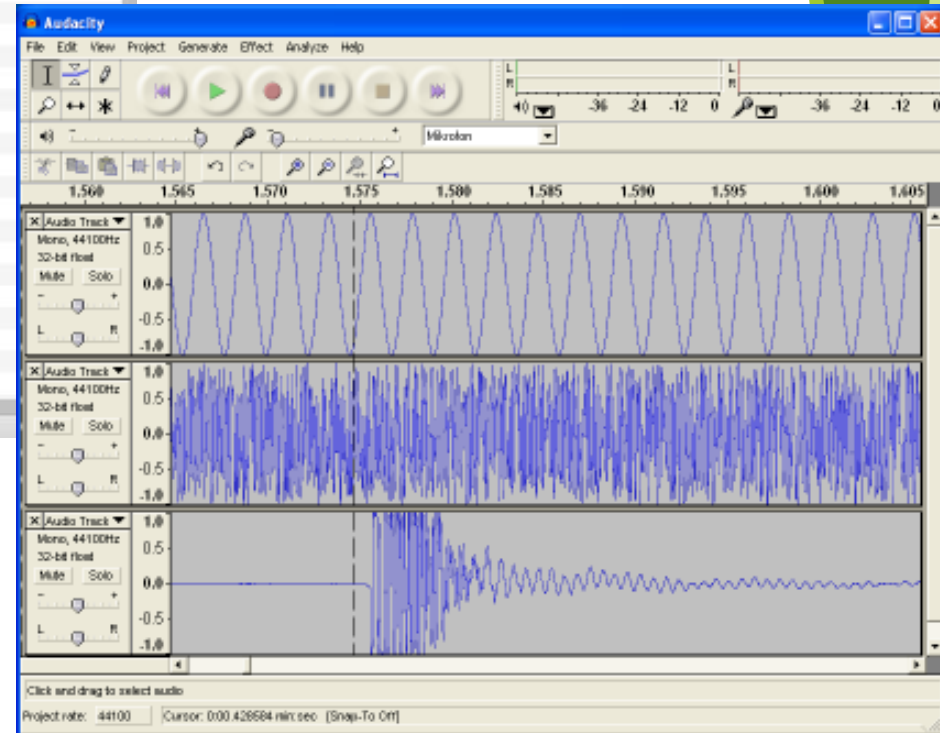 Audacity
File Edit View Project Generate Effect Analyze Help
L
R
-36 -24 -12 0
L
R
-36 -24 -12 0
Mikrofon
1.560 1.565 1.570 1.575 1.580 1.585 1.590 1.595 1.600 1.605
X Audio Track
Mono, 44100Hz
32-bit float
Mute Solo
- +
L R
1.0
0.5
0.0
-0.5
-1.0
X Audio Track
Mono, 44100Hz
32-bit float
Mute Solo
- +
L R
1.0
0.5
0.0
-0.5
-1.0
X Audio Track
Mono, 44100Hz
32-bit float
Mute Solo
- +
L R
1.0
0.5
0.0
-0.5
-1.0
Click and drag to select audio
Project rate: 44100 Cursor: 0:00.428584 min:sec [Snap-To Off]